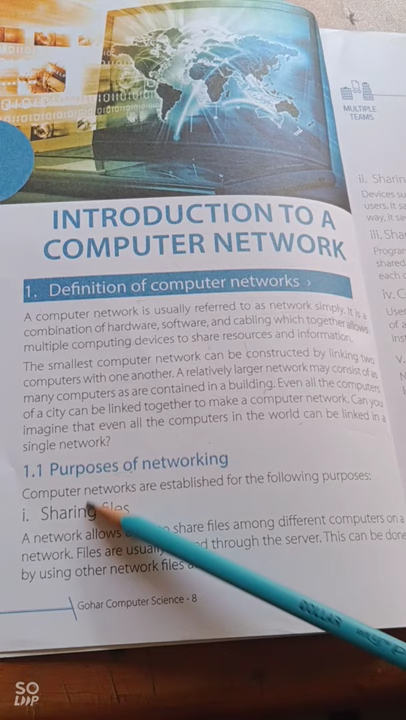 MULTIPLE
TEAMS
INTRODUCTION TO A
COMPUTER NETWORK
1. Definition of computer networks ›
A computer network is usually referred to as network simply. It is a
combination of hardware, software, and cabling which together allows
multiple computing devices to share resources and information.
The smallest computer network can be constructed by linking two
computers with one another. A relatively larger network may consist of as
many computers as are contained in a building. Even all the computers
of a city can be linked together to make a computer network. Can you
imagine that even all the computers in the world can be linked in a
single network?
1.1 Purposes of networking
Computer networks are established for the following purposes:
i. Sharing files
A network allows share files among different computers on a
network. Files are usually through the server. This can be done
by using other network files
Gohar Computer Science - 8
ii. Sharin
Devices su
users. It sa
way, it sa
iii. Sha
Progra
shared
each c
iv. C
User
of a
inst
v.
SO
LOOP